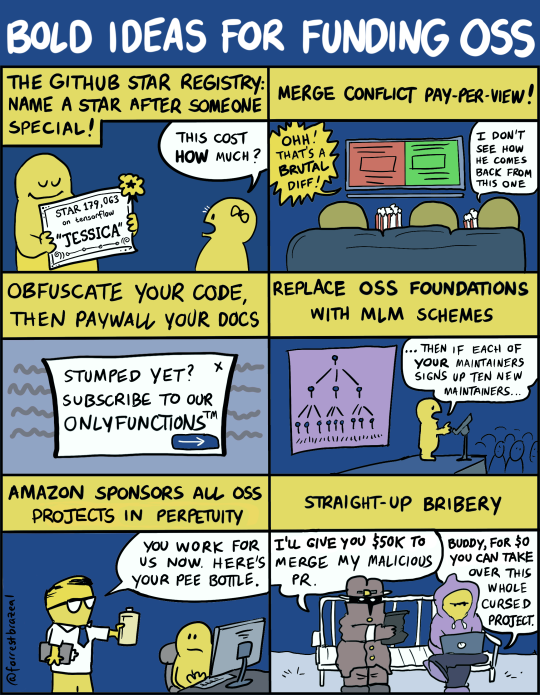 BOLD IDEAS FOR FUNDING OSS
THE GITHUB STAR REGISTRY:
NAME A STAR AFTER SOMEONE
SPECIAL!
THIS COST
HOW MUCH?
STAR 179,063
on tensorflow
"JESSICA"
MERGE CONFLICT PAY-PER-VIEW!
OHH!
THAT'S A
BRUTAL
DIFF!
I DON'T
SEE HOW
HE COMES
BACK FROM
THIS ONE
OBFUSCATE YOUR CODE,
THEN PAYWALL YOUR DOCS
STUMPED YET? X
SUBSCRIBE TO OUR
ONLYFUNCTIONS™
REPLACE OSS FOUNDATIONS
WITH MLM SCHEMES
...THEN IF EACH OF
YOUR MAINTAINERS
SIGNS UP TEN NEW
MAINTAINERS...
AMAZON SPONSORS ALL OSS
PROJECTS IN PERPETUITY
YOU WORK FOR
US NOW. HERE'S
YOUR PEE BOTTLE.
@forrestbrazeal
STRAIGHT-UP BRIBERY
I'LL GIVE YOU $50K TO
MERGE MY MALICIOUS
PR.
BUDDY, FOR $0
YOU CAN TAKE
OVER THIS
WHOLE
CURSED
PROJECT.